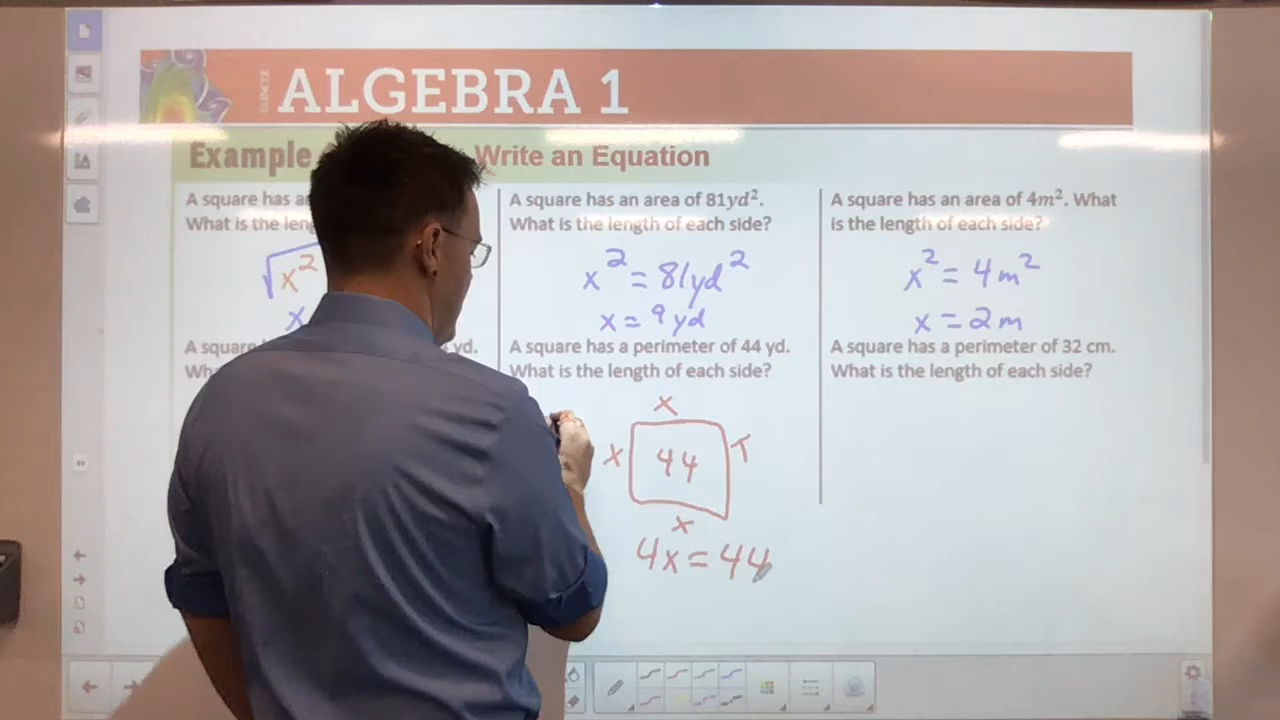 GLENCOE
ALGEBRA 1
Example
Write an Equation
A square has an
What is the
√x²
x
A square
yd.
A square has an area of 81yd².
What is the length of each side?
x² = 81yd²
x = 9yd
A square has a perimeter of 44 yd.
What is the length of each side?
x
x
44
x
x
4x = 44
A square has an area of 4m². What
is the length of each side?
x² = 4m²
x = 2m
A square has a perimeter of 32 cm.
What is the length of each side?